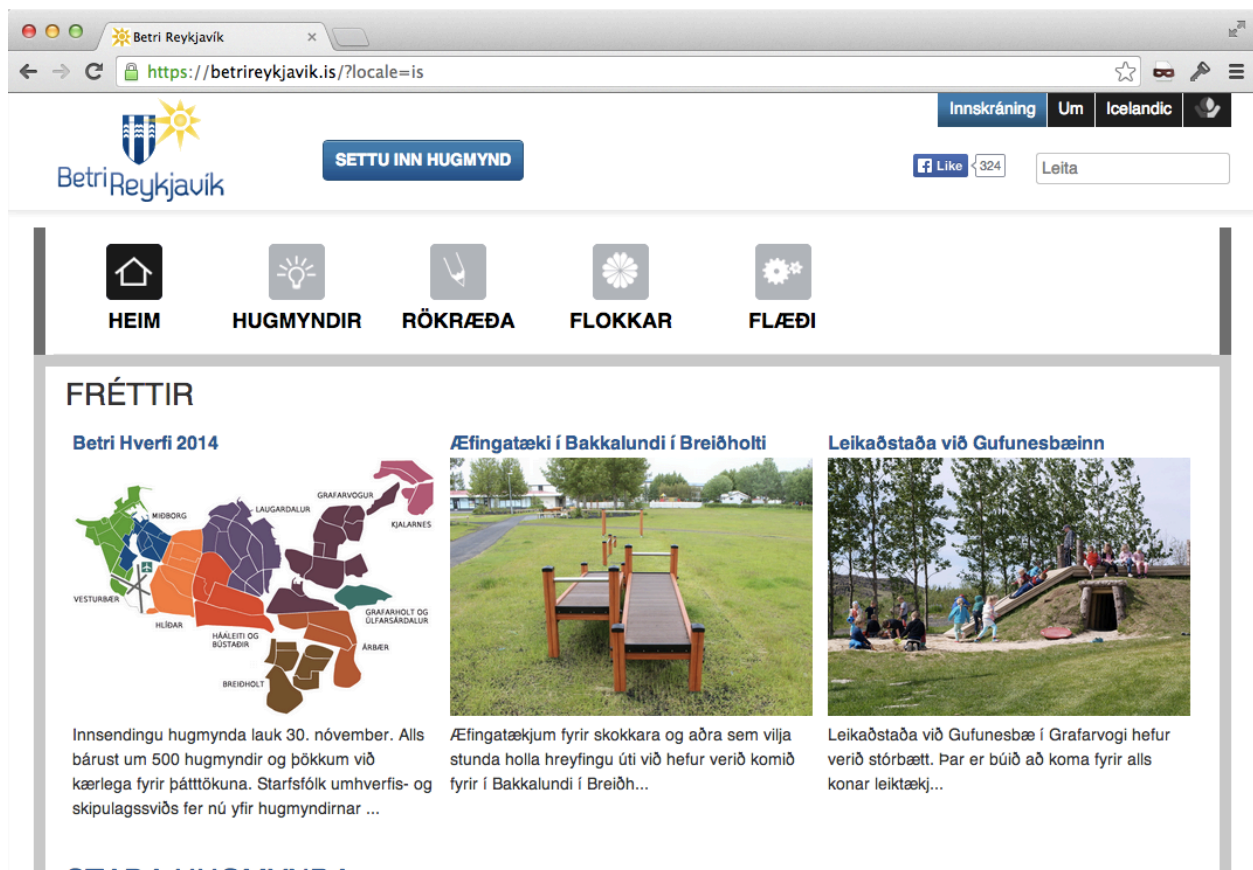 Betri Reykjavík
https://betrireykjavik.is/?locale=is
Innskráning Um Icelandic
Betri Reykjavík
SETTU INN HUGMYND
Like 324
Leita
HEIM HUGMYNDIR RÖKRÆÐA FLOKKAR FLÆÐI
FRÉTTIR
Betri Hverfi 2014
GRAFARVOGUR
MIÐBORG
LAUGARDALUR
KJALARNES
VESTURBÆR
HLÍÐAR
GRAFARHOLT OG
ÚLFARSÁRDALUR
HÁALEITI OG
BÚSTAÐIR
ÁRBÆR
BREIÐHOLT
Innsendingu hugmynda lauk 30. nóvember. Alls
bárust um 500 hugmyndir og þökkum við
kærlega fyrir þátttökuna. Starfsfólk umhverfis- og
skipulagssviðs fer nú yfir hugmyndirnar ...
Æfingatæki í Bakkalundi í Breiðholti
Æfingatækjum fyrir skokkara og aðra sem vilja
stunda holla hreyfingu úti við hefur verið komið
fyrir í Bakkalundi í Breiðh...
Leikaðstaða við Gufunesbæinn
Leikaðstaða við Gufunesbæ í Grafarvogi hefur
verið stórbætt. Þar er búið að koma fyrir alls
konar leiktækj...